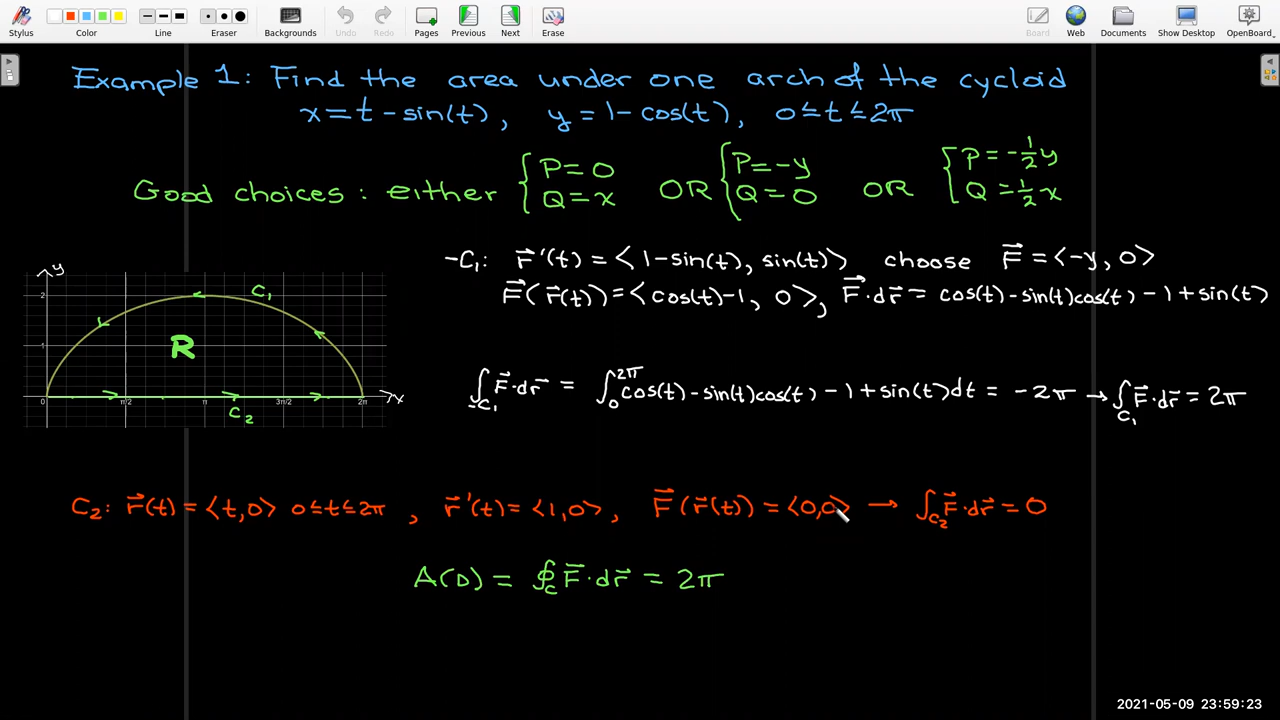 Stylus Color Line Eraser Backgrounds Undo Redo Pages Previous Next Erase Board Web Documents Show Desktop OpenBoard
Example 1: Find the area under one arch of the cycloid
x = t - sin(t), y = 1 - cos(t), 0 ≤ t ≤ 2π
Good choices: either { P = 0 Q = x OR { P = -y Q = 0 OR { P = -1/2 y Q = 1/2 x
-C₁: F⃗'(t) = <1 - sin(t), sin(t)> choose F⃗ = <-y, 0>
F⃗(r⃗(t)) = <cos(t) - 1, 0>, F⃗·dr⃗ = cos(t) - sin(t)cos(t) - 1 + sin(t)
y
2
C₁
R
1
0 π/2 π 3π/2 2π x
C₂
∫_{-C₁} F⃗·dr⃗ = ∫₀^{2π} cos(t) - sin(t)cos(t) - 1 + sin(t) dt = -2π → ∫_{C₁} F⃗·dr⃗ = 2π
C₂: r⃗(t) = <t, 0> 0 ≤ t ≤ 2π, r⃗'(t) = <1, 0>, F⃗(r⃗(t)) = <0, 0> → ∫_{C₂} F⃗·dr⃗ = 0
A(D) = ∮_C F⃗·dr⃗ = 2π
2021-05-09 23:59:23